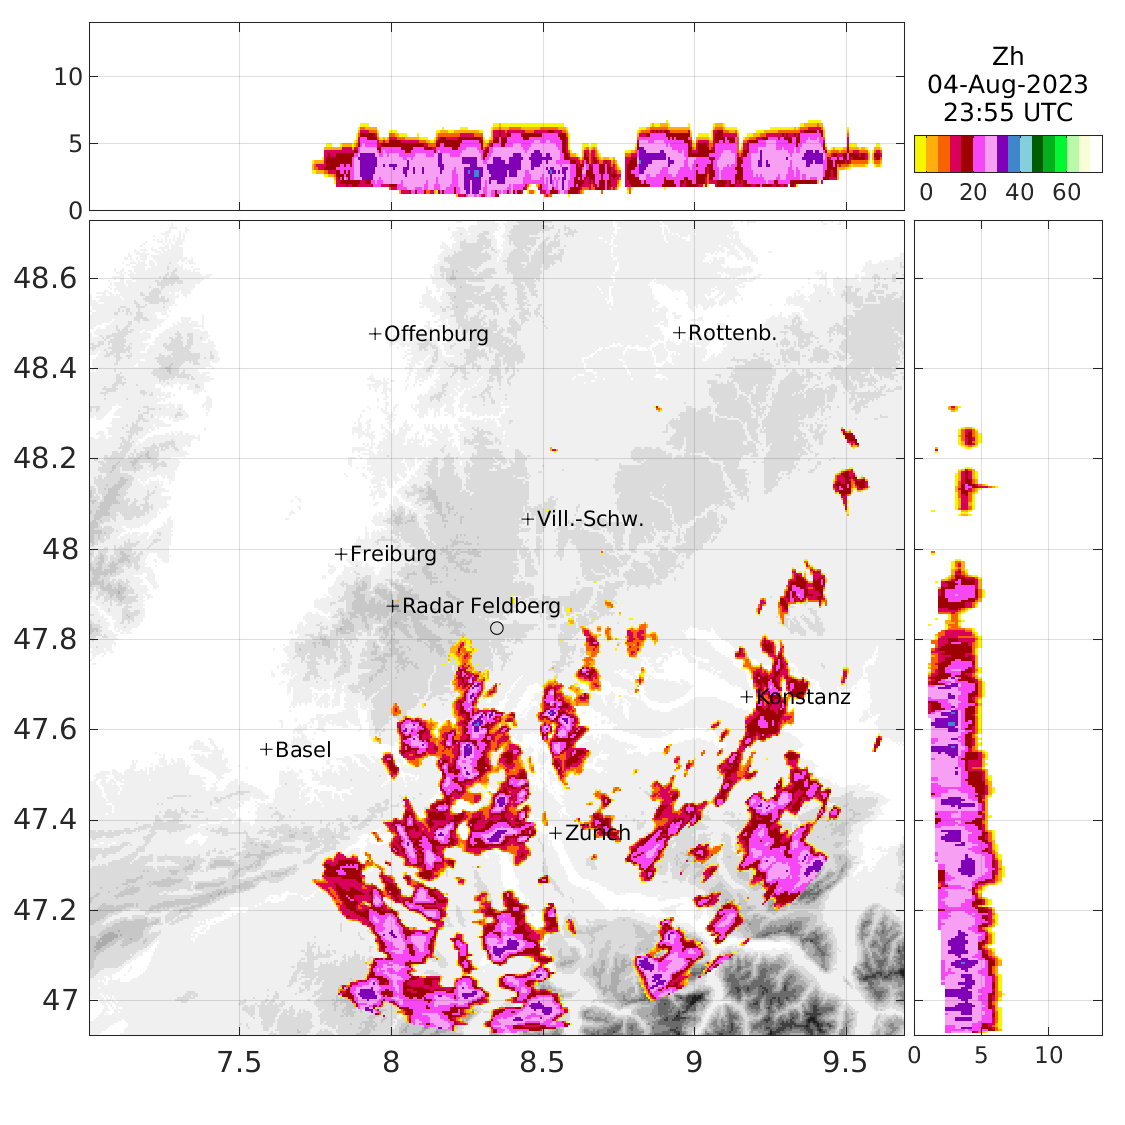 10
5
0
Zh
04-Aug-2023
23:55 UTC
0 20 40 60
48.6
48.4
48.2
48
47.8
47.6
47.4
47.2
47
+Offenburg
+Rottenb.
+Vill.-Schw.
+Freiburg
+Radar Feldberg
+Konstanz
+Basel
+Zürich
7.5 8 8.5 9 9.5
0 5 10